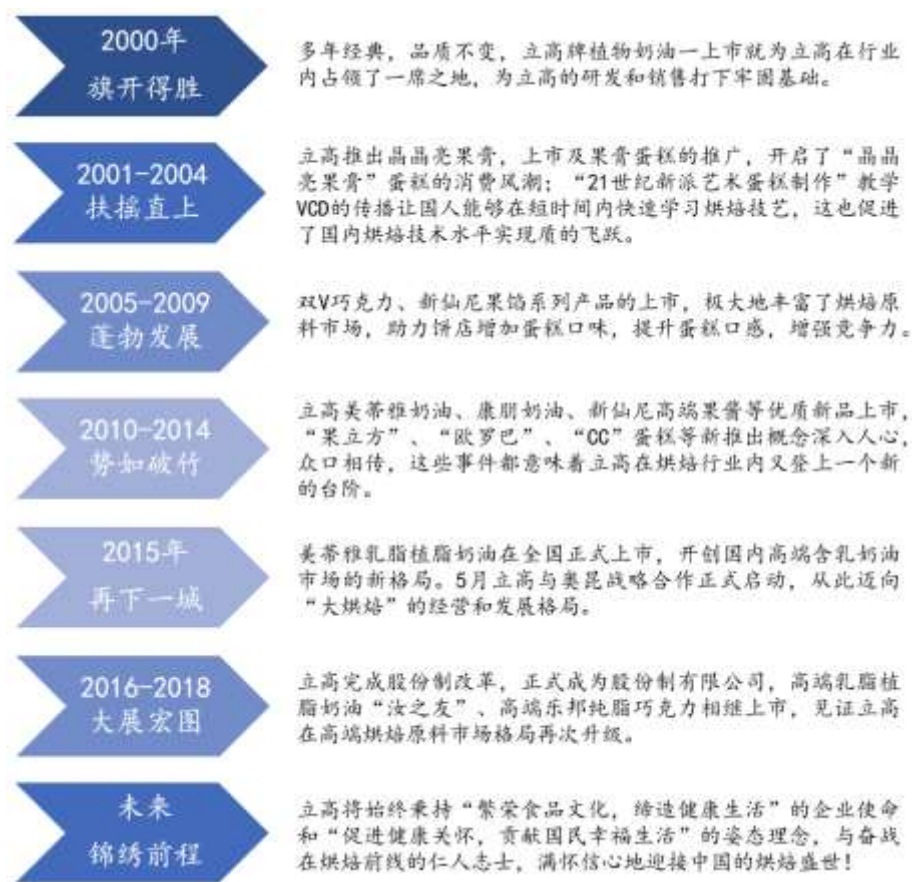 2000年
旗开得胜
多年经典，品质不变，立高牌植物奶油一上市就为立高在行业
内占领了一席之地，为立高的研发和销售打下牢固基础。
2001-2004
扶摇直上
立高推出晶晶亮果膏，上市及果膏蛋糕的推广，开启了“晶晶
亮果膏”蛋糕的消费风潮；“21世纪新派艺术蛋糕制作”教学
VCD的传播让国人能够在短时间内快速学习烘焙技艺，这也促进
了国内烘焙技术水平实现质的飞跃。
2005-2009
蓬勃发展
双V巧克力、新仙尼果馅系列产品的上市，极大地丰富了烘焙原
料市场，助力饼店增加蛋糕口味，提升蛋糕口感，增强竞争力。
2010-2014
势如破竹
立高美蒂雅奶油、康朋奶油、新仙尼高端果酱等优质新品上市，
“果立方”、“欧罗巴”、“CC”蛋糕等新推出概念深入人心，
众口相传，这些事件都意味着立高在烘焙行业内又登上一个新
的台阶。
2015年
再下一城
美蒂雅乳脂植脂奶油在全国正式上市，开创国内高端含乳奶油
市场的新格局。5月立高与奥昆战略合作正式启动，从此迈向
“大烘焙”的经营和发展格局。
2016-2018
大展宏图
立高完成股份制改革，正式成为股份制有限公司，高端乳脂植
脂奶油“汝之友”、高端乐邦纯脂巧克力相继上市，见证立高
在高端烘焙原料市场格局再次升级。
未来
锦绣前程
立高将始终秉持“繁荣食品文化，缔造健康生活”的企业使命
和“促进健康关怀，贡献国民幸福生活”的姿态理念，与奋战
在烘焙前线的仁人志士，满怀信心地迎接中国的烘焙盛世！